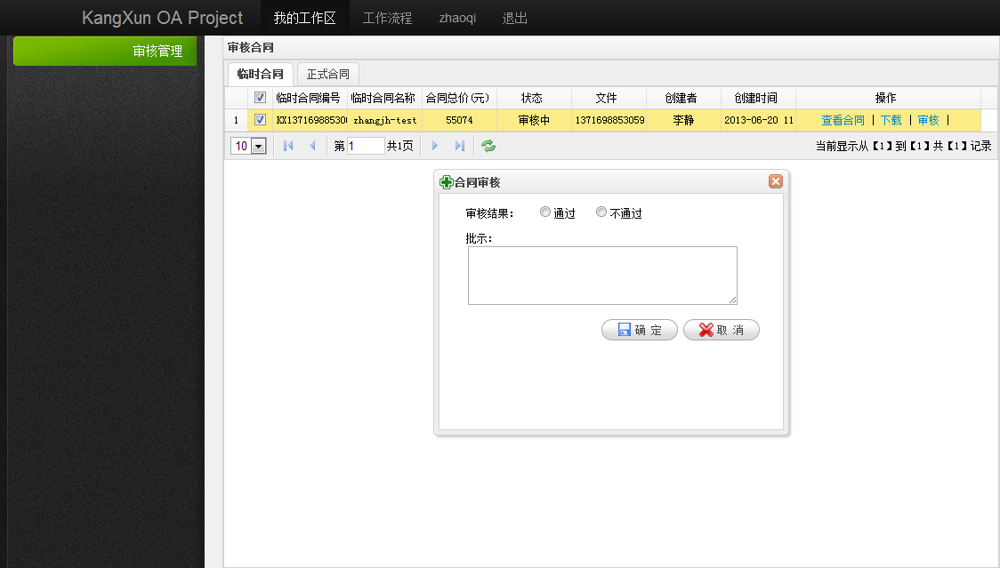 KangXun OA Project 我的工作区 工作流程 zhaoqi 退出
审核管理
审核合同
临时合同 正式合同
临时合同编号 临时合同名称 合同总价(元) 状态 文件 创建者 创建时间 操作
1 KX1371698853 zhangjh-test 55074 审核中 1371698853059 李静 2013-06-20 11 查看合同 | 下载 | 审核 |
10 第 1 共1页 当前显示从【1】到【1】共【1】记录
合同审核
审核结果: 通过 不通过
批示:
确 定 取 消